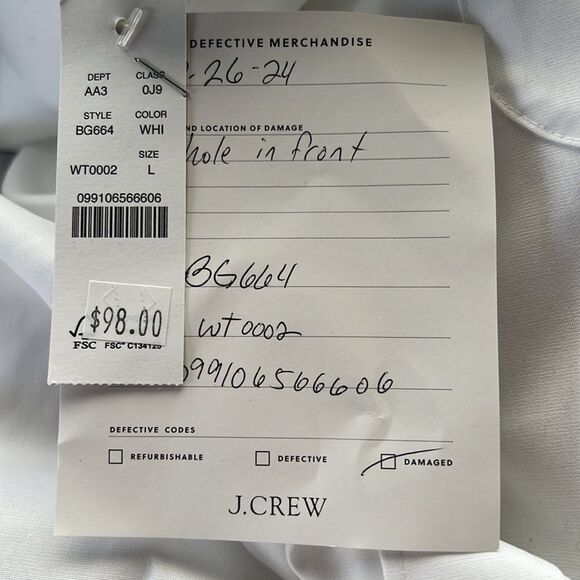 DEPT CLASS
AA3 0J9
STYLE COLOR
BG664 WHI
SIZE
WT0002 L
099106566606
$98.00
FSC FSC® C134125
DEFECTIVE MERCHANDISE
-26-24
ND LOCATION OF DAMAGE
hole in front
BG664
WT0002
099106566606
DEFECTIVE CODES
REFURBISHABLE DEFECTIVE DAMAGED
J.CREW